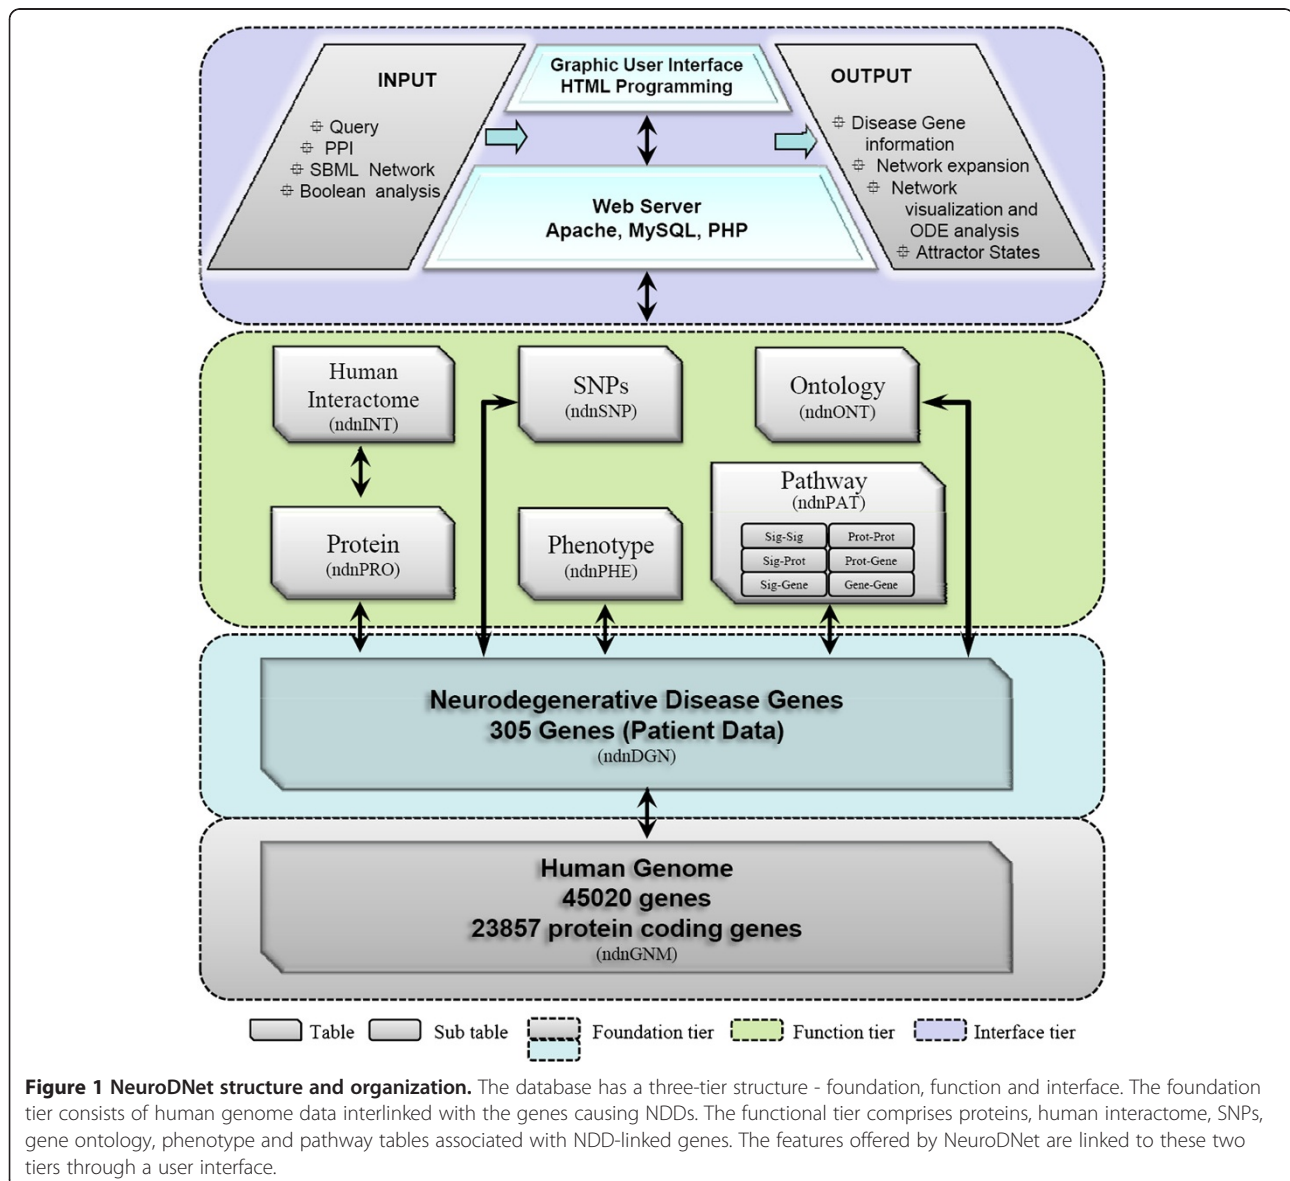 INPUT
Query
PPI
SBML Network
Boolean analysis
Graphic User Interface
HTML Programming
Web Server
Apache, MySQL, PHP
OUTPUT
Disease Gene
information
Network expansion
Network
visualization and
ODE analysis
Attractor States
Human
Interactome
(ndnINT)
SNPs
(ndnSNP)
Ontology
(ndnONT)
Protein
(ndnPRO)
Phenotype
(ndnPHE)
Pathway
(ndnPAT)
Sig-Sig
Prot-Prot
Sig-Prot
Prot-Gene
Sig-Gene
Gene-Gene
Neurodegenerative Disease Genes
305 Genes (Patient Data)
(ndnDGN)
Human Genome
45020 genes
23857 protein coding genes
(ndnGNM)
Table
Sub table
Foundation tier
Function tier
Interface tier
Figure 1 NeuroDNet structure and organization. The database has a three-tier structure - foundation, function and interface. The foundation
tier consists of human genome data interlinked with the genes causing NDDs. The functional tier comprises proteins, human interactome, SNPs,
gene ontology, phenotype and pathway tables associated with NDD-linked genes. The features offered by NeuroDNet are linked to these two
tiers through a user interface.